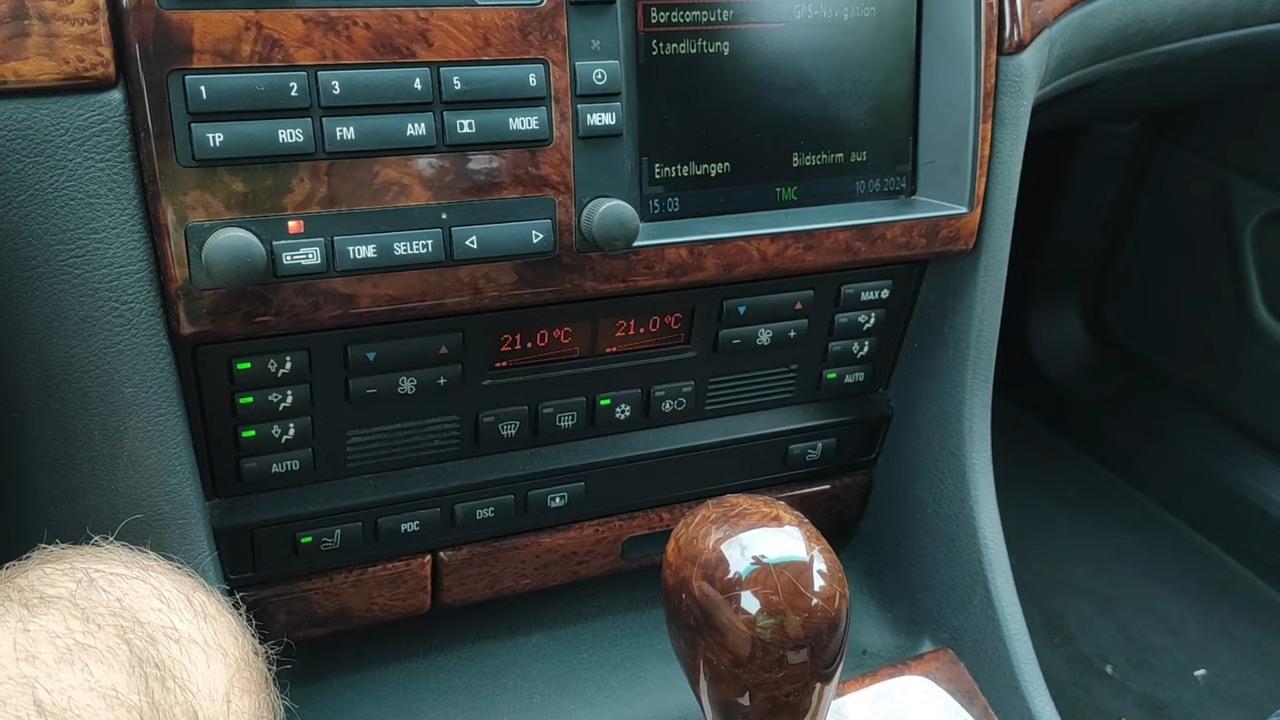 Bordcomputer GPS-Navigation
Standlüftung
1 2 3 4 5 6
TP RDS FM AM MODE
MENU
Einstellungen Bildschirm aus
15:03 TMC 10.06.2024
TONE SELECT
21.0°C 21.0°C
MAX
- + - +
AUTO
AUTO
A
PDC DSC